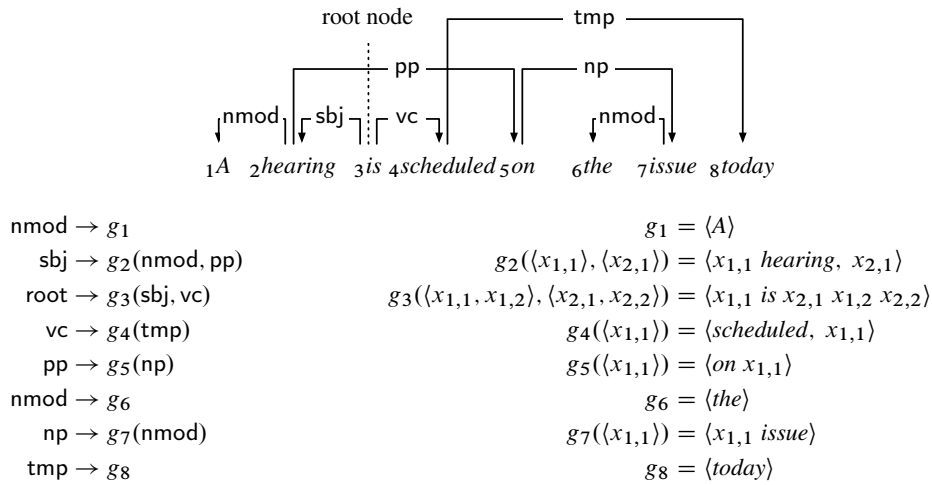 root node
tmp
pp np
nmod sbj vc nmod
₁A ₂hearing ₃is ₄scheduled ₅on ₆the ₇issue ₈today
nmod → g₁ g₁ = ⟨A⟩
sbj → g₂(nmod, pp) g₂(⟨x₁,₁⟩, ⟨x₂,₁⟩) = ⟨x₁,₁ hearing, x₂,₁⟩
root → g₃(sbj, vc) g₃(⟨x₁,₁, x₁,₂⟩, ⟨x₂,₁, x₂,₂⟩) = ⟨x₁,₁ is x₂,₁ x₁,₂ x₂,₂⟩
vc → g₄(tmp) g₄(⟨x₁,₁⟩) = ⟨scheduled, x₁,₁⟩
pp → g₅(np) g₅(⟨x₁,₁⟩) = ⟨on x₁,₁⟩
nmod → g₆ g₆ = ⟨the⟩
np → g₇(nmod) g₇(⟨x₁,₁⟩) = ⟨x₁,₁ issue⟩
tmp → g₈ g₈ = ⟨today⟩